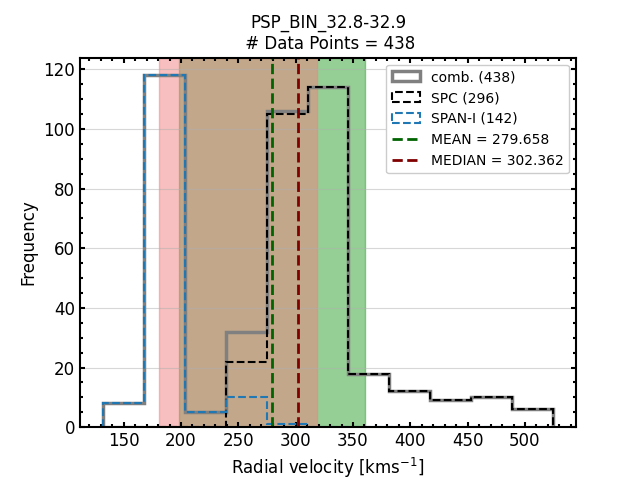 PSP_BIN_32.8-32.9
# Data Points = 438
comb. (438)
SPC (296)
SPAN-I (142)
MEAN = 279.658
MEDIAN = 302.362
120
100
80
60
40
20
0
Frequency
150 200 250 300 350 400 450 500
Radial velocity [kms⁻¹]